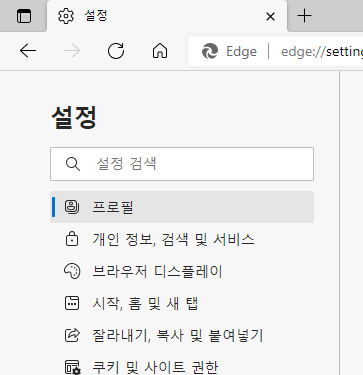 설정
Edge
edge://setting
설정
설정 검색
프로필
개인 정보, 검색 및 서비스
브라우저 디스플레이
시작, 홈 및 새 탭
잘라내기, 복사 및 붙여넣기
쿠키 및 사이트 권한